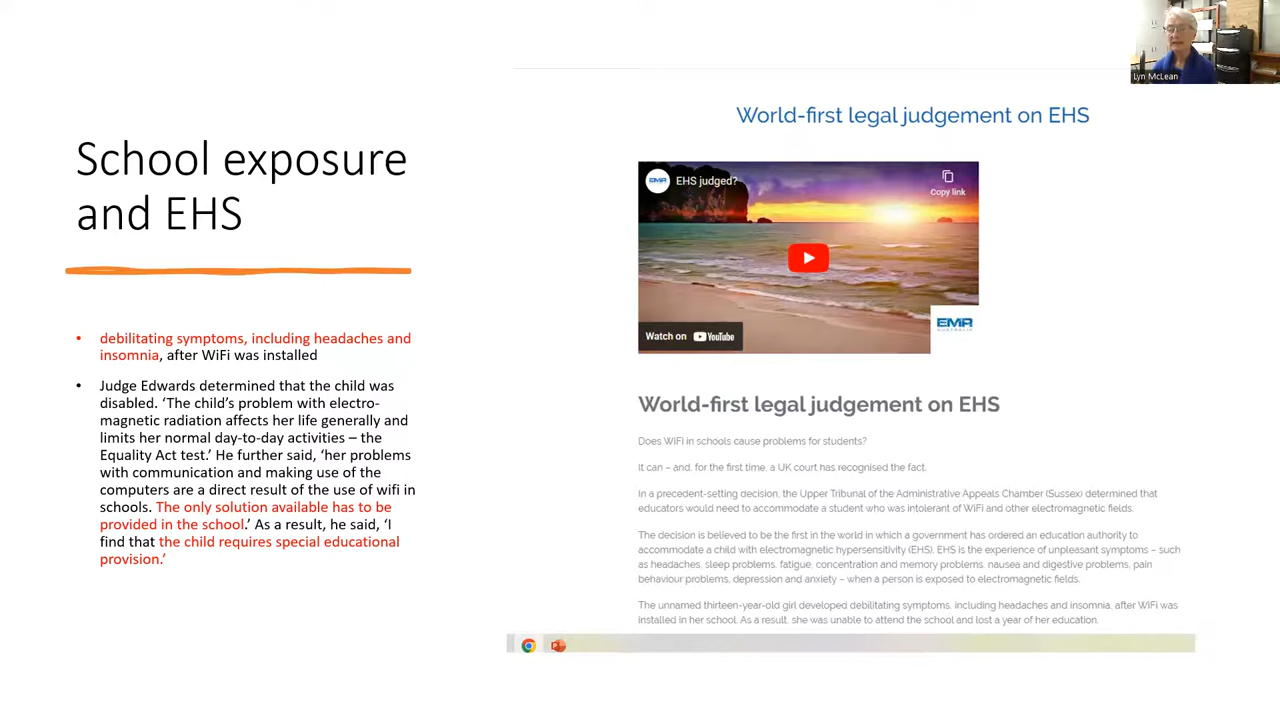 Lyn McLean
School exposure
and EHS
• debilitating symptoms, including headaches and
insomnia, after WiFi was installed
• Judge Edwards determined that the child was
disabled. ‘The child’s problem with electro-
magnetic radiation affects her life generally and
limits her normal day-to-day activities – the
Equality Act test.’ He further said, ‘her problems
with communication and making use of the
computers are a direct result of the use of wifi in
schools. The only solution available has to be
provided in the school.’ As a result, he said, ‘I
find that the child requires special educational
provision.’
World-first legal judgement on EHS
EMR
EHS judged?
Copy link
Watch on YouTube
EMR
AUSTRALIA
World-first legal judgement on EHS
Does WiFi in schools cause problems for students?
It can – and, for the first time, a UK court has recognised the fact.
In a precedent-setting decision, the Upper Tribunal of the Administrative Appeals Chamber (Sussex) determined that
educators would need to accommodate a student who was intolerant of WiFi and other electromagnetic fields.
The decision is believed to be the first in the world in which a government has ordered an education authority to
accommodate a child with electromagnetic hypersensitivity (EHS). EHS is the experience of unpleasant symptoms – such
as headaches, sleep problems, fatigue, concentration and memory problems, nausea and digestive problems, pain
behaviour problems, depression and anxiety – when a person is exposed to electromagnetic fields.
The unnamed thirteen-year-old girl developed debilitating symptoms, including headaches and insomnia, after WiFi was
installed in her school. As a result, she was unable to attend the school and lost a year of her education.